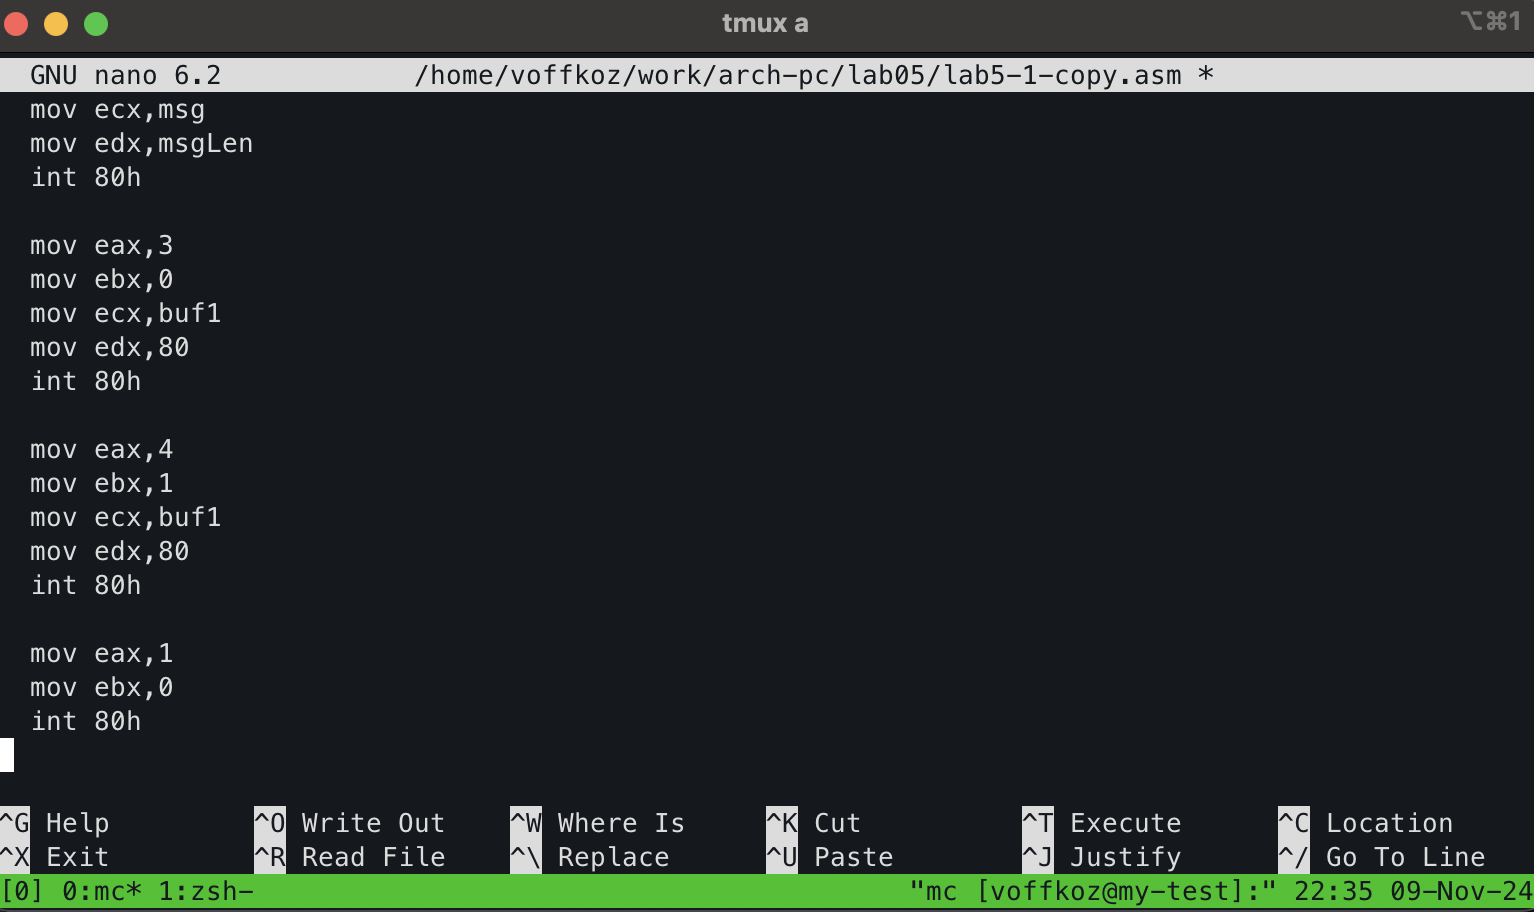 tmux a
⌥⌘1
GNU nano 6.2 /home/voffkoz/work/arch-pc/lab05/lab5-1-copy.asm *
mov ecx,msg
mov edx,msgLen
int 80h
mov eax,3
mov ebx,0
mov ecx,buf1
mov edx,80
int 80h
mov eax,4
mov ebx,1
mov ecx,buf1
mov edx,80
int 80h
mov eax,1
mov ebx,0
int 80h
^G Help ^O Write Out ^W Where Is ^K Cut ^T Execute ^C Location
^X Exit ^R Read File ^\ Replace ^U Paste ^J Justify ^/ Go To Line
[0] 0:mc* 1:zsh- "mc [voffkoz@my-test]:" 22:35 09-Nov-24